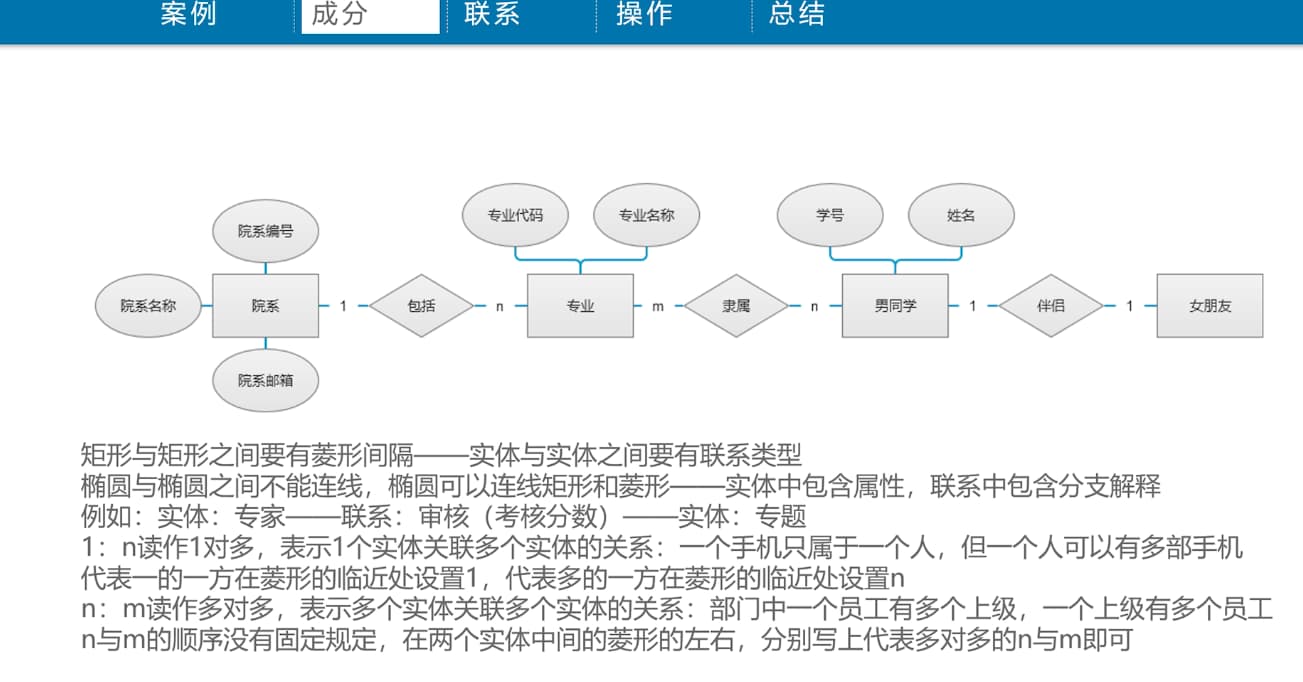 案例 成分 联系 操作 总结
专业代码 专业名称 学号 姓名
院系编号
院系名称 院系 1 包括 n 专业 m 隶属 n 男同学 1 伴侣 1 女朋友
院系邮箱
矩形与矩形之间要有菱形间隔——实体与实体之间要有联系类型
椭圆与椭圆之间不能连线，椭圆可以连线矩形和菱形——实体中包含属性，联系中包含分支解释
例如：实体：专家——联系：审核（考核分数）——实体：专题
1：n读作1对多，表示1个实体关联多个实体的关系：一个手机只属于一个人，但一个人可以有多部手机
代表一的一方在菱形的临近处设置1，代表多的一方在菱形的临近处设置n
n：m读作多对多，表示多个实体关联多个实体的关系：部门中一个员工有多个上级，一个上级有多个员工
n与m的顺序没有固定规定，在两个实体中间的菱形的左右，分别写上代表多对多的n与m即可